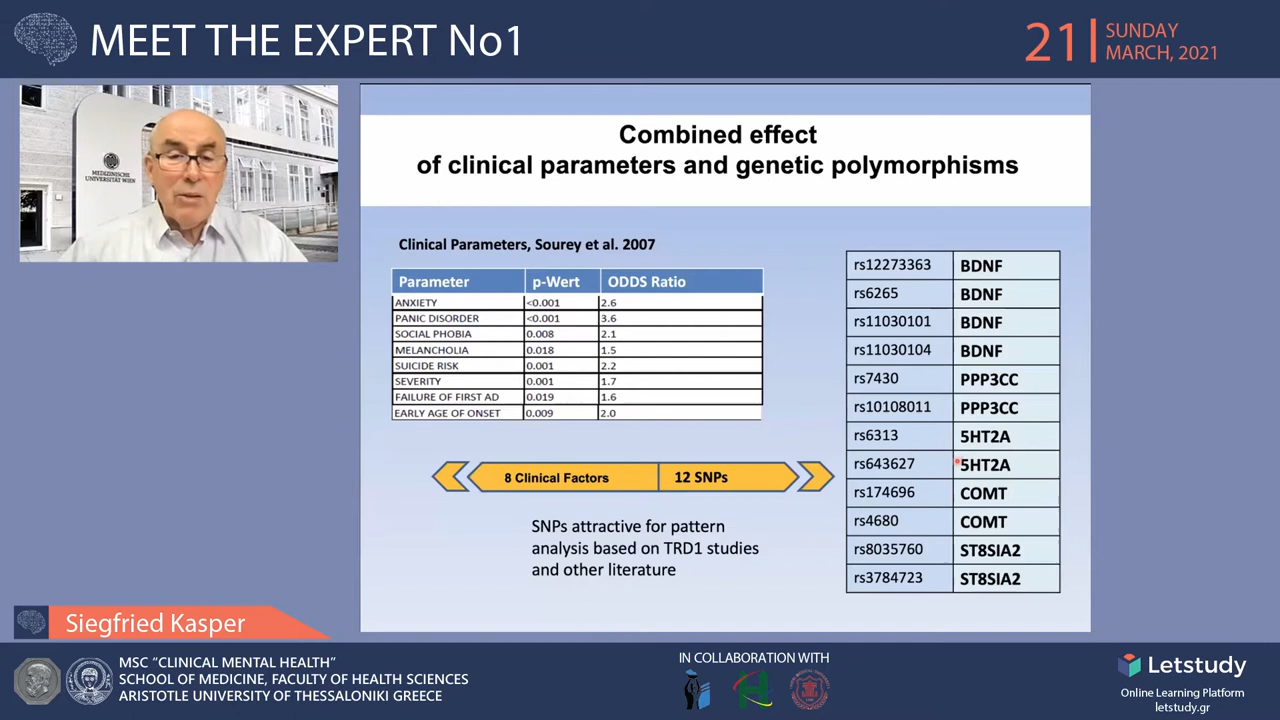 MEET THE EXPERT No1
21 SUNDAY
MARCH, 2021
MEDIZINISCHE
UNIVERSITÄT WIEN
Combined effect
of clinical parameters and genetic polymorphisms
Clinical Parameters, Sourey et al. 2007
Parameter p-Wert ODDS Ratio
ANXIETY <0.001 2.6
PANIC DISORDER <0.001 3.6
SOCIAL PHOBIA 0.008 2.1
MELANCHOLIA 0.018 1.5
SUICIDE RISK 0.001 2.2
SEVERITY 0.001 1.7
FAILURE OF FIRST AD 0.019 1.6
EARLY AGE OF ONSET 0.009 2.0
8 Clinical Factors 12 SNPs
SNPs attractive for pattern
analysis based on TRD1 studies
and other literature
rs12273363 BDNF
rs6265 BDNF
rs11030101 BDNF
rs11030104 BDNF
rs7430 PPP3CC
rs10108011 PPP3CC
rs6313 5HT2A
rs643627 5HT2A
rs174696 COMT
rs4680 COMT
rs8035760 ST8SIA2
rs3784723 ST8SIA2
Siegfried Kasper
MSC "CLINICAL MENTAL HEALTH"
SCHOOL OF MEDICINE, FACULTY OF HEALTH SCIENCES
ARISTOTLE UNIVERSITY OF THESSALONIKI GREECE
IN COLLABORATION WITH
Letstudy
Online Learning Platform
letstudy.gr